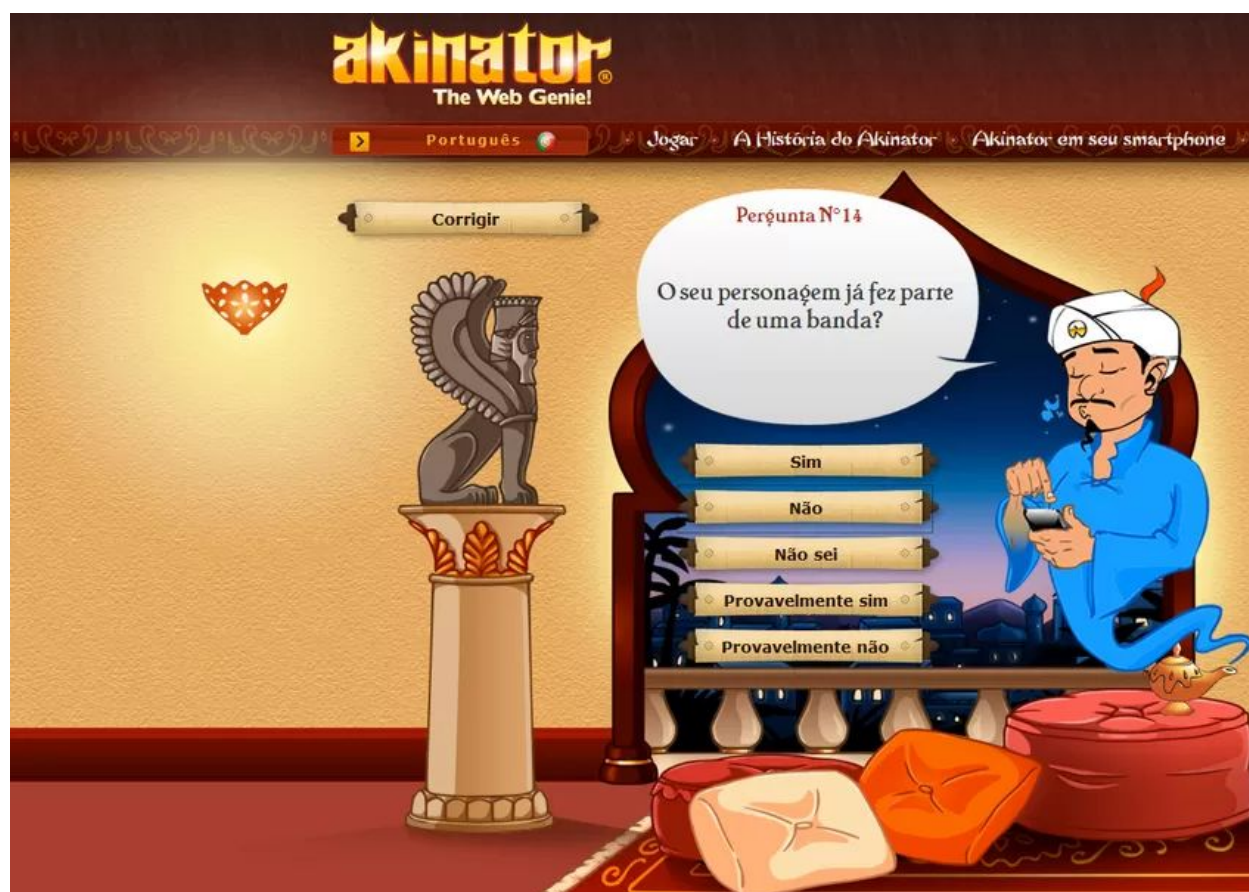 akinator®
The Web Genie!
Português
Jogar
A História do Akinator
Akinator em seu smartphone
Corrigir
Pergunta N°14
O seu personagem já fez parte
de uma banda?
Sim
Não
Não sei
Provavelmente sim
Provavelmente não